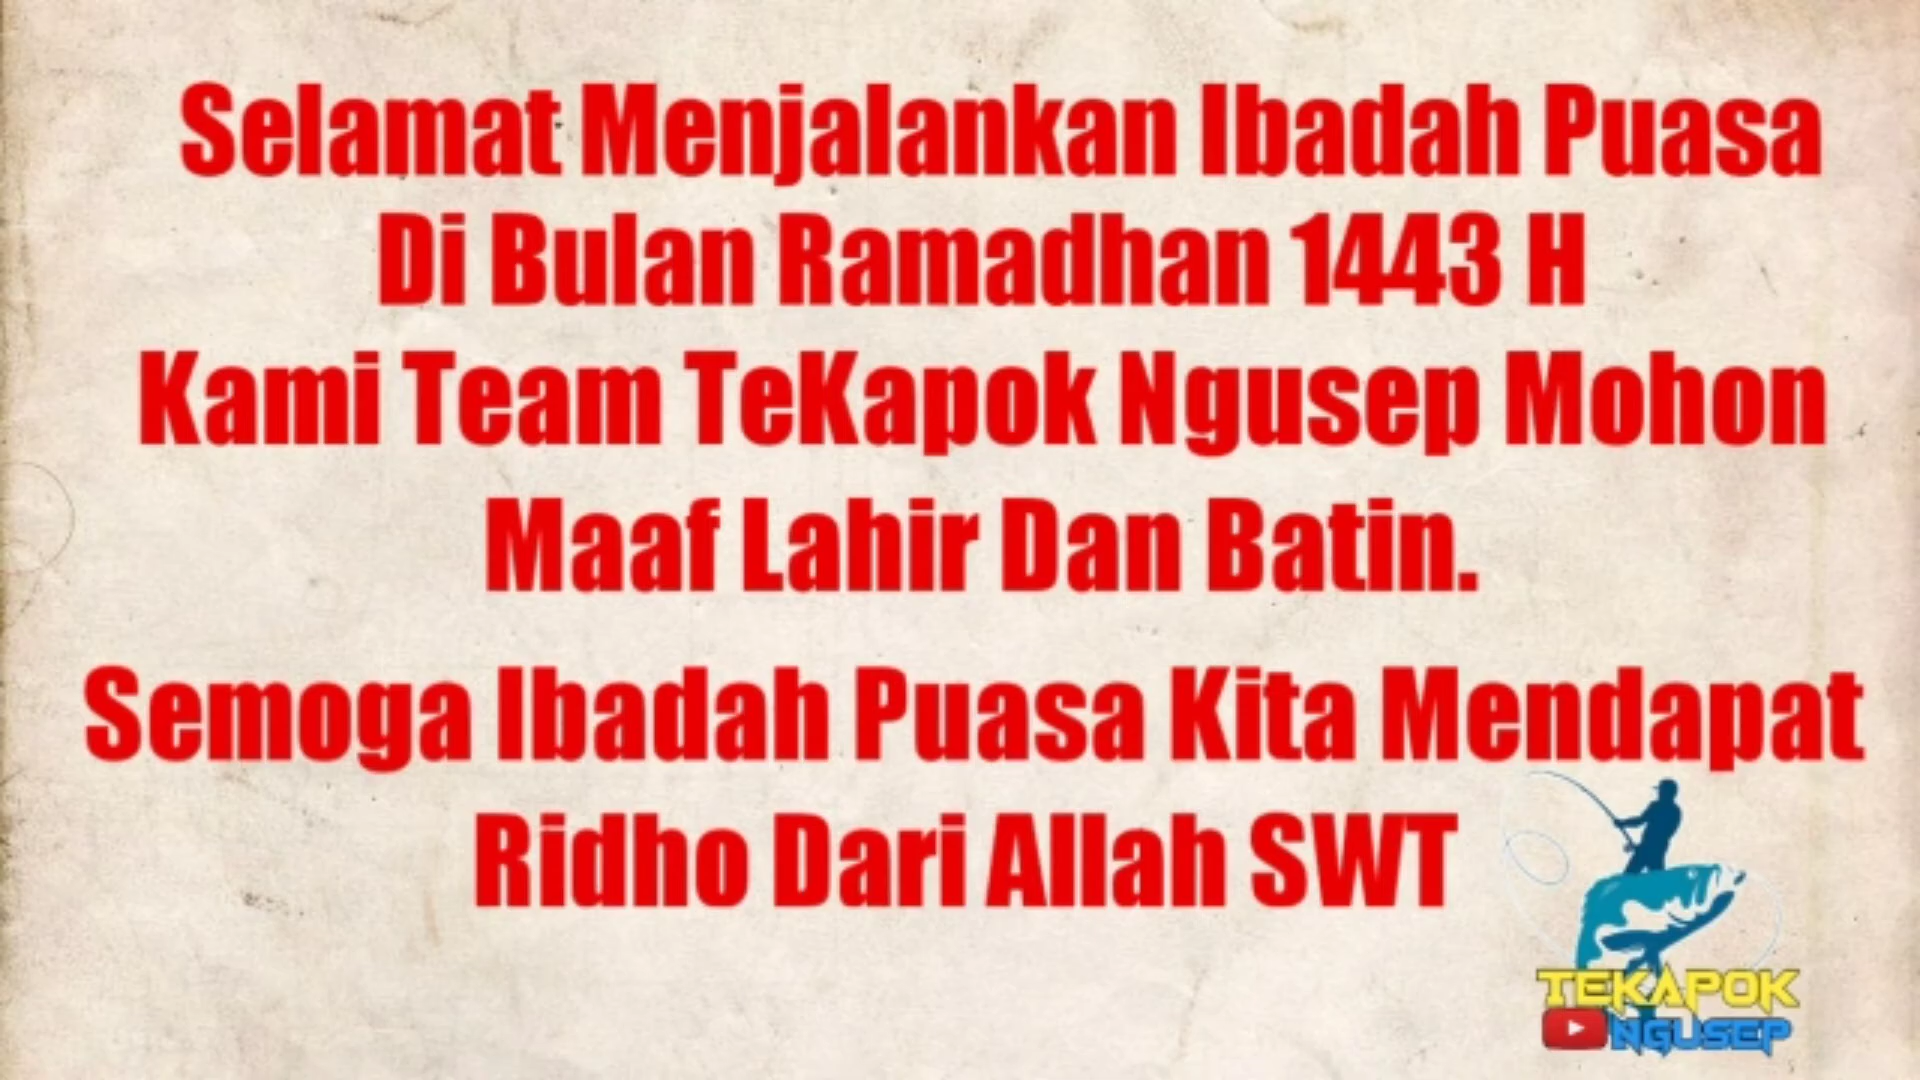 Selamat Menjalankan Ibadah Puasa
Di Bulan Ramadhan 1443 H
Kami Team TeKapok Ngusep Mohon
Maaf Lahir Dan Batin.
Semoga Ibadah Puasa Kita Mendapat
Ridho Dari Allah SWT
TEKAPOK
NGUSEP